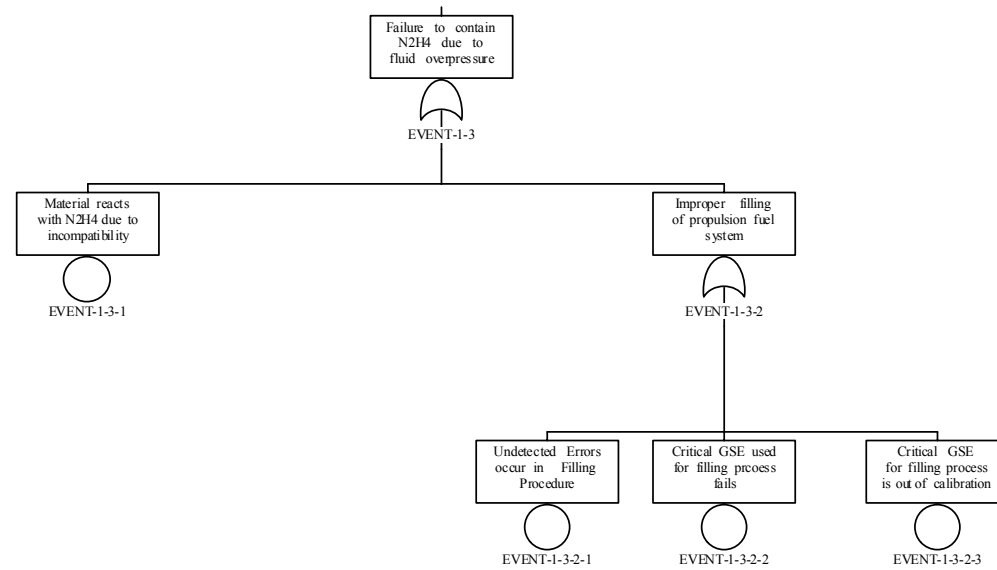 Failure to contain
N2H4 due to
fluid overpressure
EVENT-1-3
Material reacts
with N2H4 due to
incompatibility
EVENT-1-3-1
Improper filling
of propulsion fuel
system
EVENT-1-3-2
Undetected Errors
occur in Filling
Procedure
EVENT-1-3-2-1
Critical GSE used
for filling prcoess
fails
EVENT-1-3-2-2
Critical GSE
for filling process
is out of calibration
EVENT-1-3-2-3